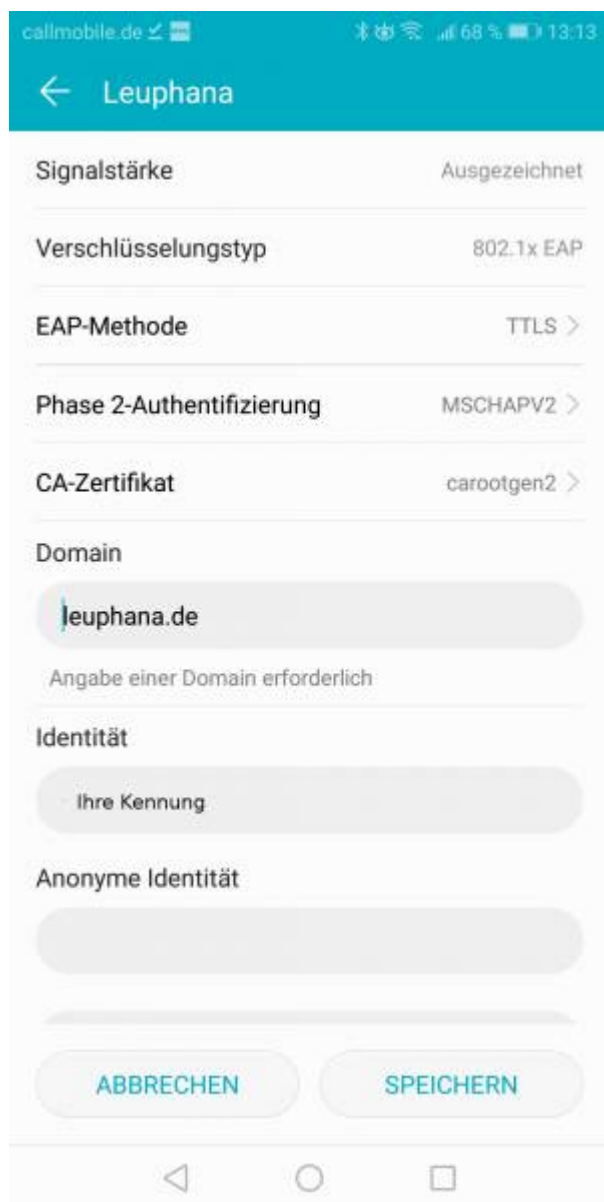 callmobile.de 68 % 13:13
Leuphana
Signalstärke Ausgezeichnet
Verschlüsselungstyp 802.1x EAP
EAP-Methode TTLS
Phase 2-Authentifizierung MSCHAPV2
CA-Zertifikat carootgen2
Domain
leuphana.de
Angabe einer Domain erforderlich
Identität
Ihre Kennung
Anonyme Identität
ABBRECHEN SPEICHERN